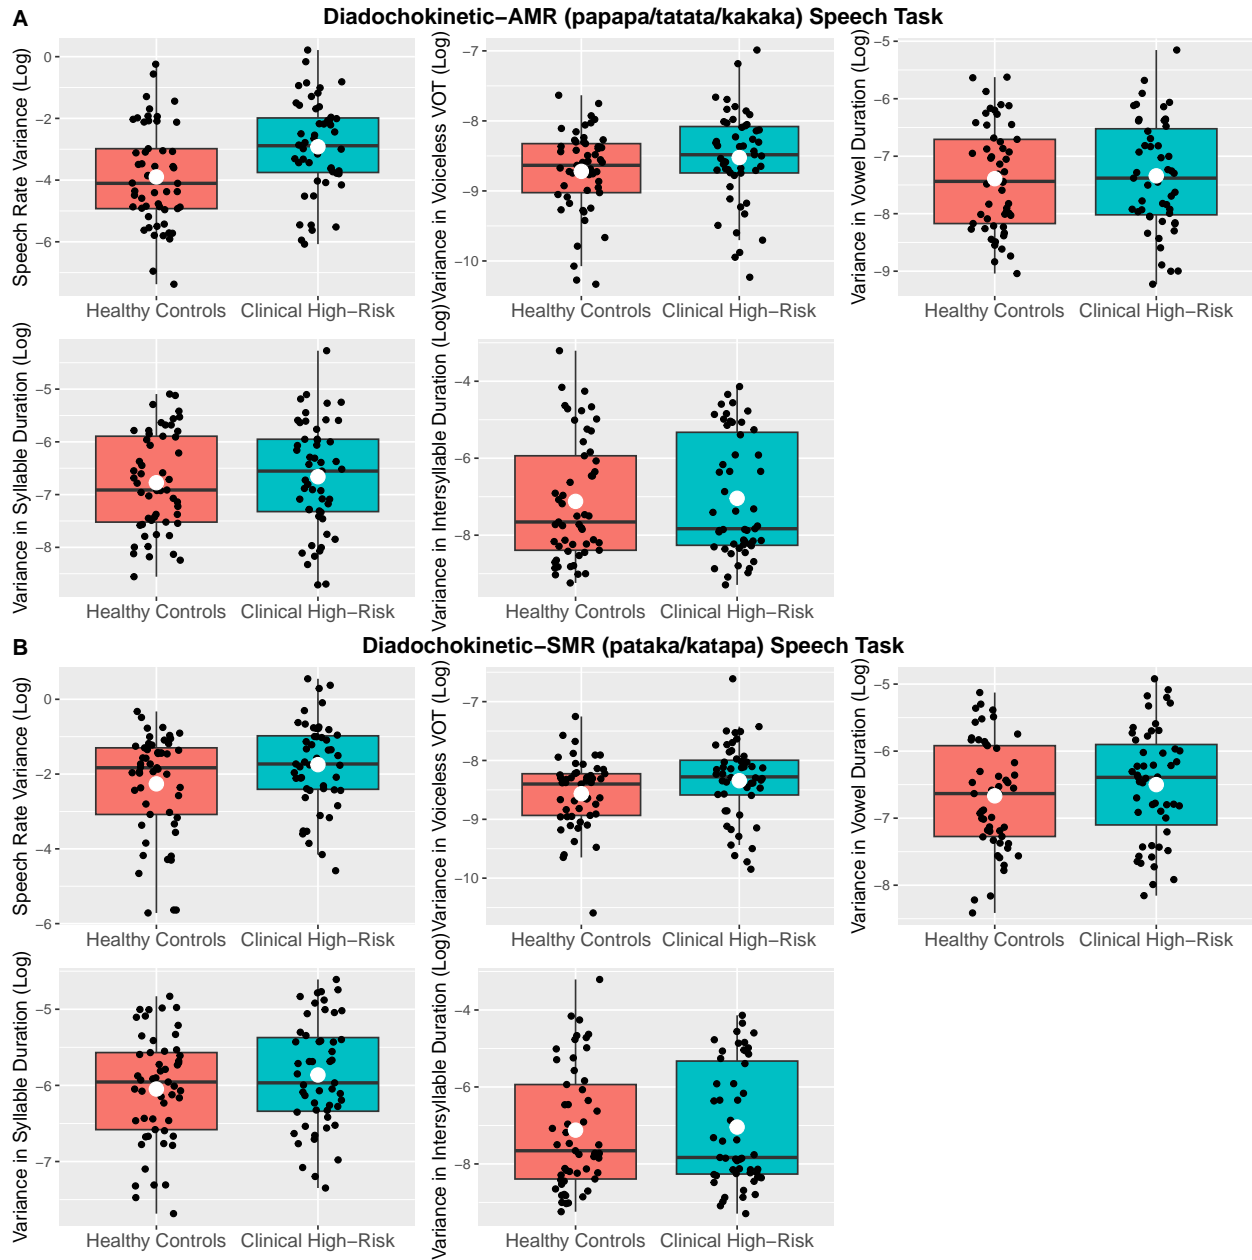 A
Diadochokinetic−AMR (papapa/tatata/kakaka) Speech Task
Speech Rate Variance (Log)
0
−2
−4
−6
Healthy Controls
Clinical High−Risk
Variance in Voiceless VOT (Log)
−7
−8
−9
−10
Healthy Controls
Clinical High−Risk
Variance in Vowel Duration (Log)
−5
−6
−7
−8
−9
Healthy Controls
Clinical High−Risk
Variance in Syllable Duration (Log)
−5
−6
−7
−8
Healthy Controls
Clinical High−Risk
Variance in Intersyllable Duration (Log)
−4
−6
−8
Healthy Controls
Clinical High−Risk
B
Diadochokinetic−SMR (pataka/katapa) Speech Task
Speech Rate Variance (Log)
0
−2
−4
−6
Healthy Controls
Clinical High−Risk
Variance in Voiceless VOT (Log)
−7
−8
−9
−10
Healthy Controls
Clinical High−Risk
Variance in Vowel Duration (Log)
−5
−6
−7
−8
Healthy Controls
Clinical High−Risk
Variance in Syllable Duration (Log)
−5
−6
−7
Healthy Controls
Clinical High−Risk
Variance in Intersyllable Duration (Log)
−4
−6
−8
Healthy Controls
Clinical High−Risk